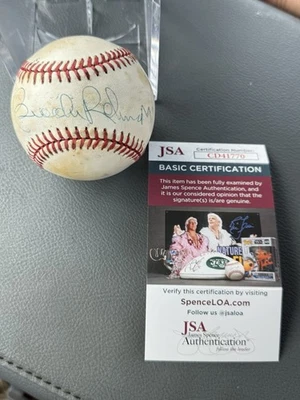 Brooks Robinson
JSA
Certification Number
CD41770
BASIC CERTIFICATION
This item has been fully examined by
James Spence Authentication, and
it is our considered opinion that the
signature(s) is/are genuine.
Verify this certification by visiting
SpenceLOA.com
Follow us @jsaloa
JSA
James Spence
Authentication